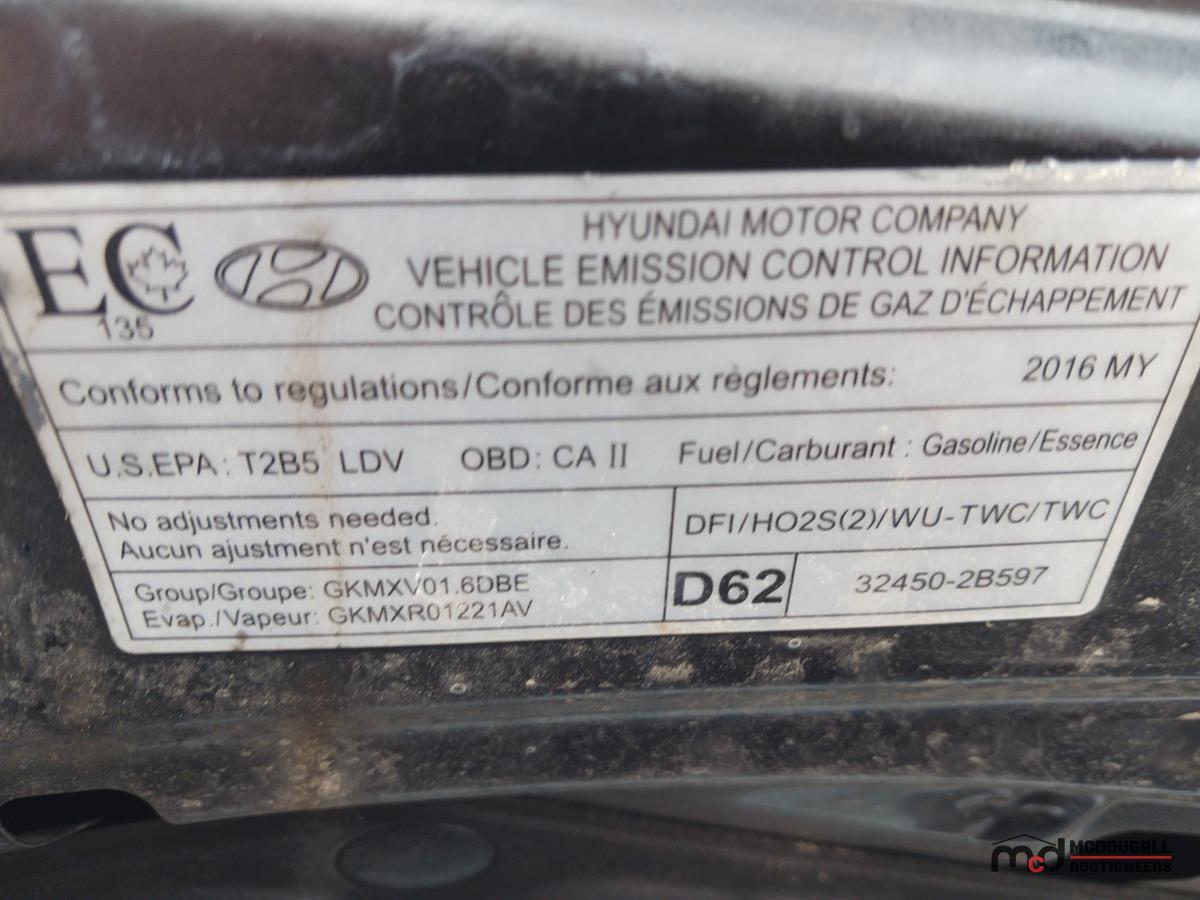 EC
135
HYUNDAI MOTOR COMPANY
VEHICLE EMISSION CONTROL INFORMATION
CONTRÔLE DES ÉMISSIONS DE GAZ D'ÉCHAPPEMENT
Conforms to regulations/Conforme aux règlements: 2016 MY
U.S.EPA: T2B5 LDV OBD: CA II Fuel/Carburant : Gasoline/Essence
No adjustments needed.
Aucun ajustment n'est nécessaire.
DFI/HO2S(2)/WU-TWC/TWC
Group/Groupe: GKMXV01.6DBE
Evap./Vapeur: GKMXR01221AV
D62 32450-2B597
mcd MCDOUGALL
AUCTIONEERS